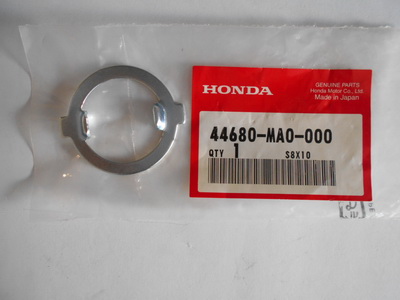 HONDA
GENUINE PARTS
Honda Motor Co., Ltd.
Made in Japan
44680-MA0-000
QTY 1 S8X10